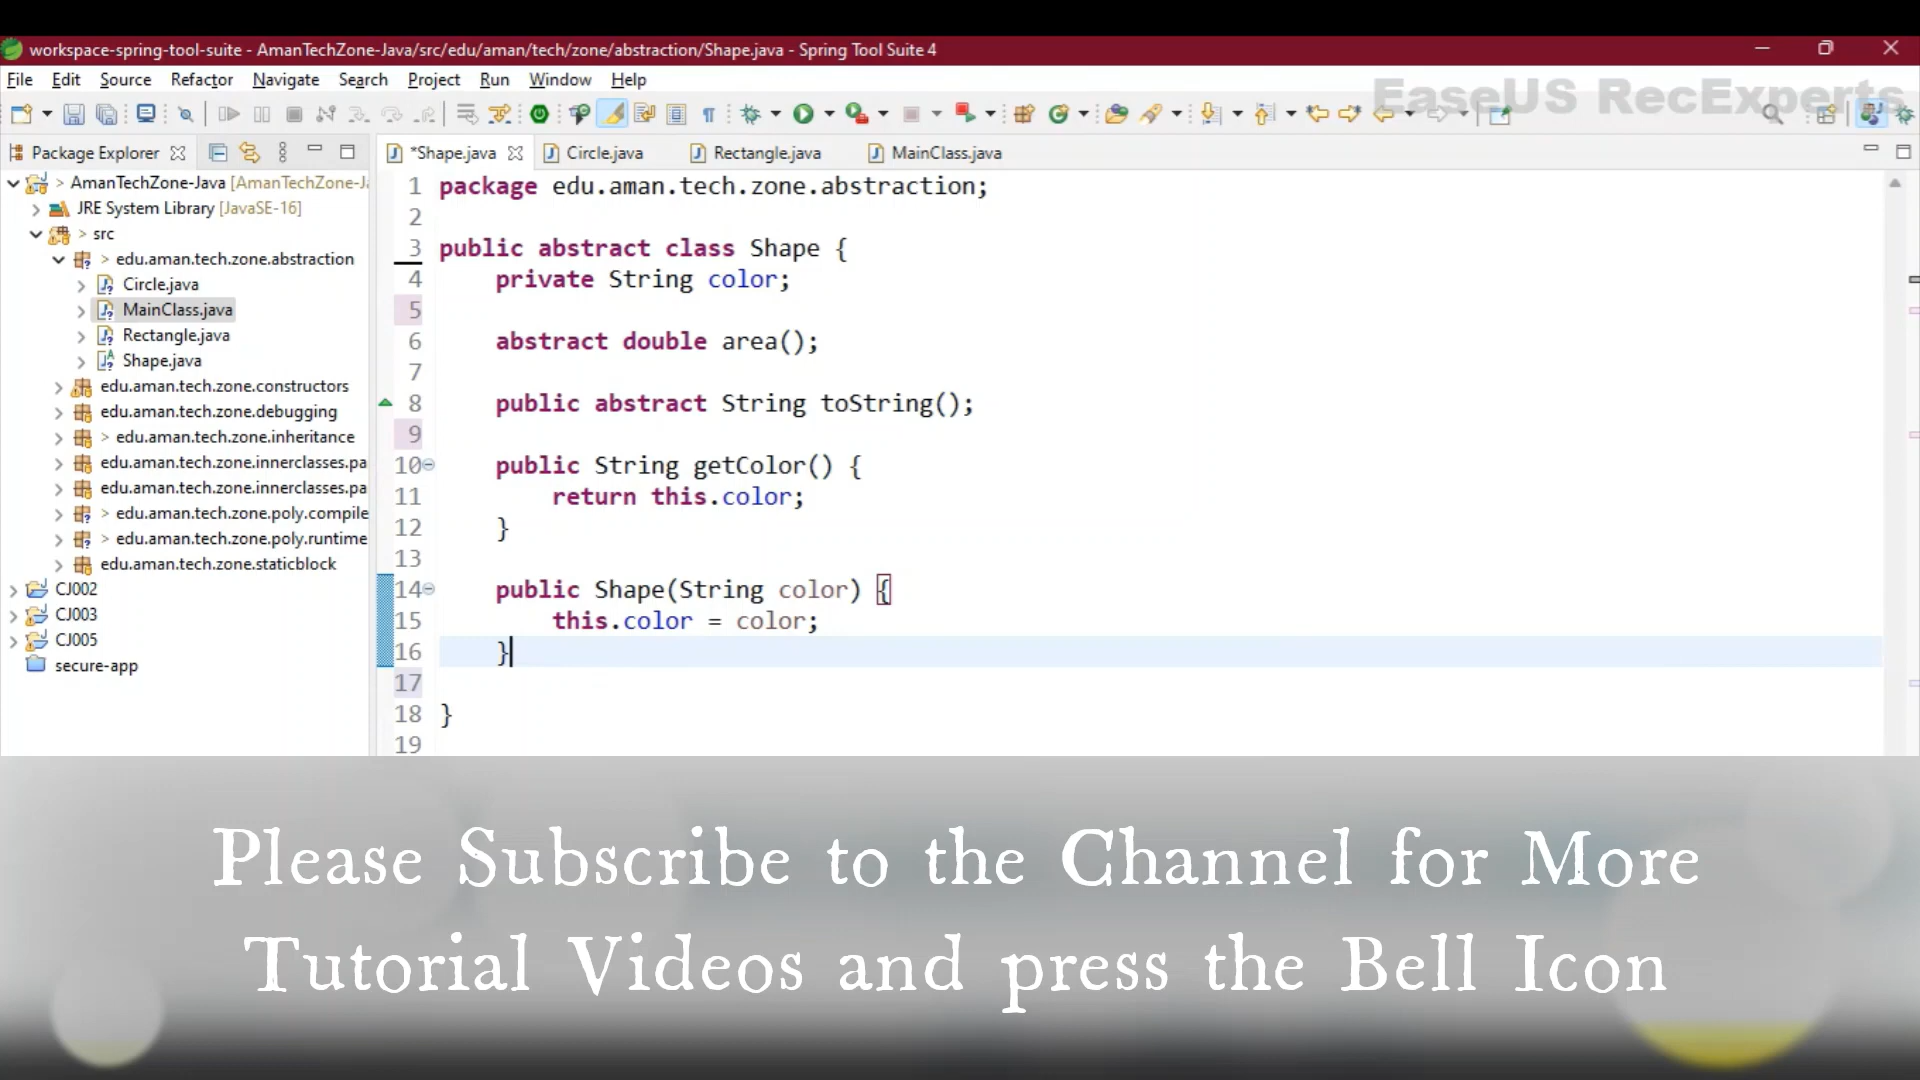 workspace-spring-tool-suite - AmanTechZone-Java/src/edu/aman/tech/zone/abstraction/Shape.java - Spring Tool Suite 4
File Edit Source Refactor Navigate Search Project Run Window Help
EaseUS RecExperts
Package Explorer
*Shape.java Circle.java Rectangle.java MainClass.java
> AmanTechZone-Java [AmanTechZone-J
JRE System Library [JavaSE-16]
> src
> edu.aman.tech.zone.abstraction
Circle.java
MainClass.java
Rectangle.java
Shape.java
edu.aman.tech.zone.constructors
edu.aman.tech.zone.debugging
> edu.aman.tech.zone.inheritance
edu.aman.tech.zone.innerclasses.pa
edu.aman.tech.zone.innerclasses.pa
> edu.aman.tech.zone.poly.compile
> edu.aman.tech.zone.poly.runtime
edu.aman.tech.zone.staticblock
CJ002
CJ003
CJ005
secure-app
1 package edu.aman.tech.zone.abstraction;
2
3 public abstract class Shape {
4 private String color;
5
6 abstract double area();
7
8 public abstract String toString();
9
10 public String getColor() {
11 return this.color;
12 }
13
14 public Shape(String color) {
15 this.color = color;
16 }
17
18 }
19
Please Subscribe to the Channel for More
Tutorial Videos and press the Bell Icon